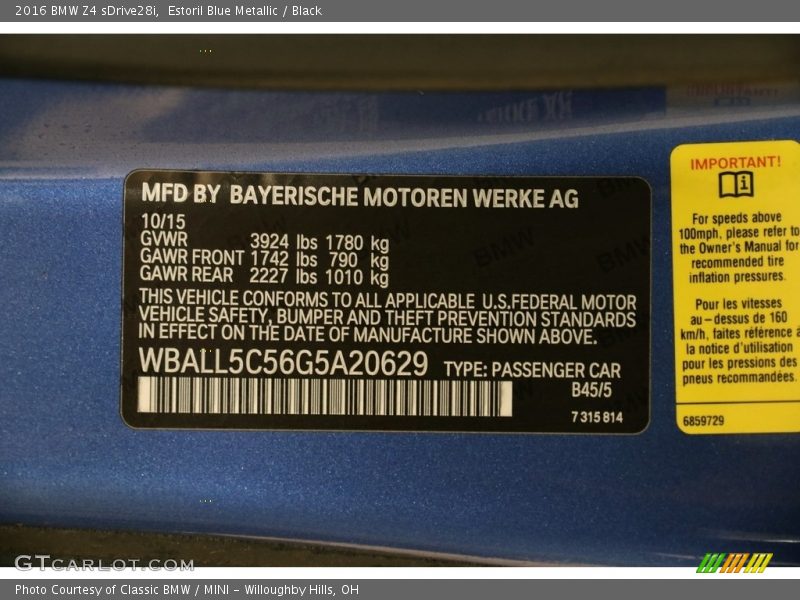 2016 BMW Z4 sDrive28i, Estoril Blue Metallic / Black
MFD BY BAYERISCHE MOTOREN WERKE AG
10/15
GVWR 3924 lbs 1780 kg
GAWR FRONT 1742 lbs 790 kg
GAWR REAR 2227 lbs 1010 kg
THIS VEHICLE CONFORMS TO ALL APPLICABLE U.S.FEDERAL MOTOR
VEHICLE SAFETY, BUMPER AND THEFT PREVENTION STANDARDS
IN EFFECT ON THE DATE OF MANUFACTURE SHOWN ABOVE.
WBALL5C56G5A20629 TYPE: PASSENGER CAR
B45/5
7 315 814
IMPORTANT!
For speeds above
100mph, please refer to
the Owner's Manual for
recommended tire
inflation pressures.
Pour les vitesses
au-dessus de 160
km/h, faites référence à
la notice d'utilisation
pour les pressions des
pneus recommandées.
6859729
GTCARLOT.COM
Photo Courtesy of Classic BMW / MINI - Willoughby Hills, OH